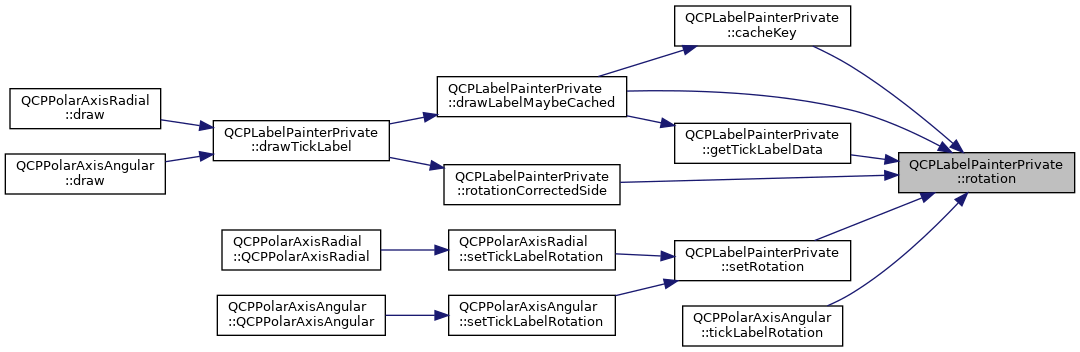 QCPLabelPainterPrivate
::cacheKey
QCPPolarAxisRadial
::draw
QCPLabelPainterPrivate
::drawLabelMaybeCached
QCPLabelPainterPrivate
::drawTickLabel
QCPLabelPainterPrivate
::getTickLabelData
QCPPolarAxisAngular
::draw
QCPLabelPainterPrivate
::rotationCorrectedSide
QCPLabelPainterPrivate
::rotation
QCPPolarAxisRadial
::QCPPolarAxisRadial
QCPPolarAxisRadial
::setTickLabelRotation
QCPLabelPainterPrivate
::setRotation
QCPPolarAxisAngular
::QCPPolarAxisAngular
QCPPolarAxisAngular
::setTickLabelRotation
QCPPolarAxisAngular
::tickLabelRotation